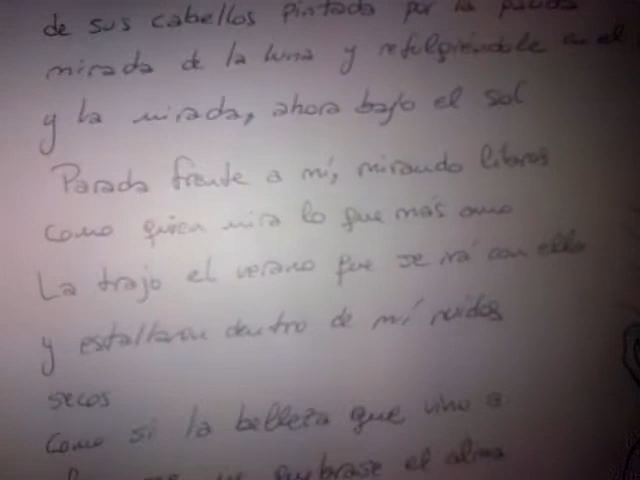 de sus cabellos pintada por la
mirada de la luna y refulgiéndole en el
y la mirada, ahora bajo el sol
Parada frente a mí, mirando libros
como quien mira lo que más amo
La trajo el verano que se irá con ella
y estallaron dentro de mí ruidos
secos
Como si la belleza que vino a
quebrase el alma